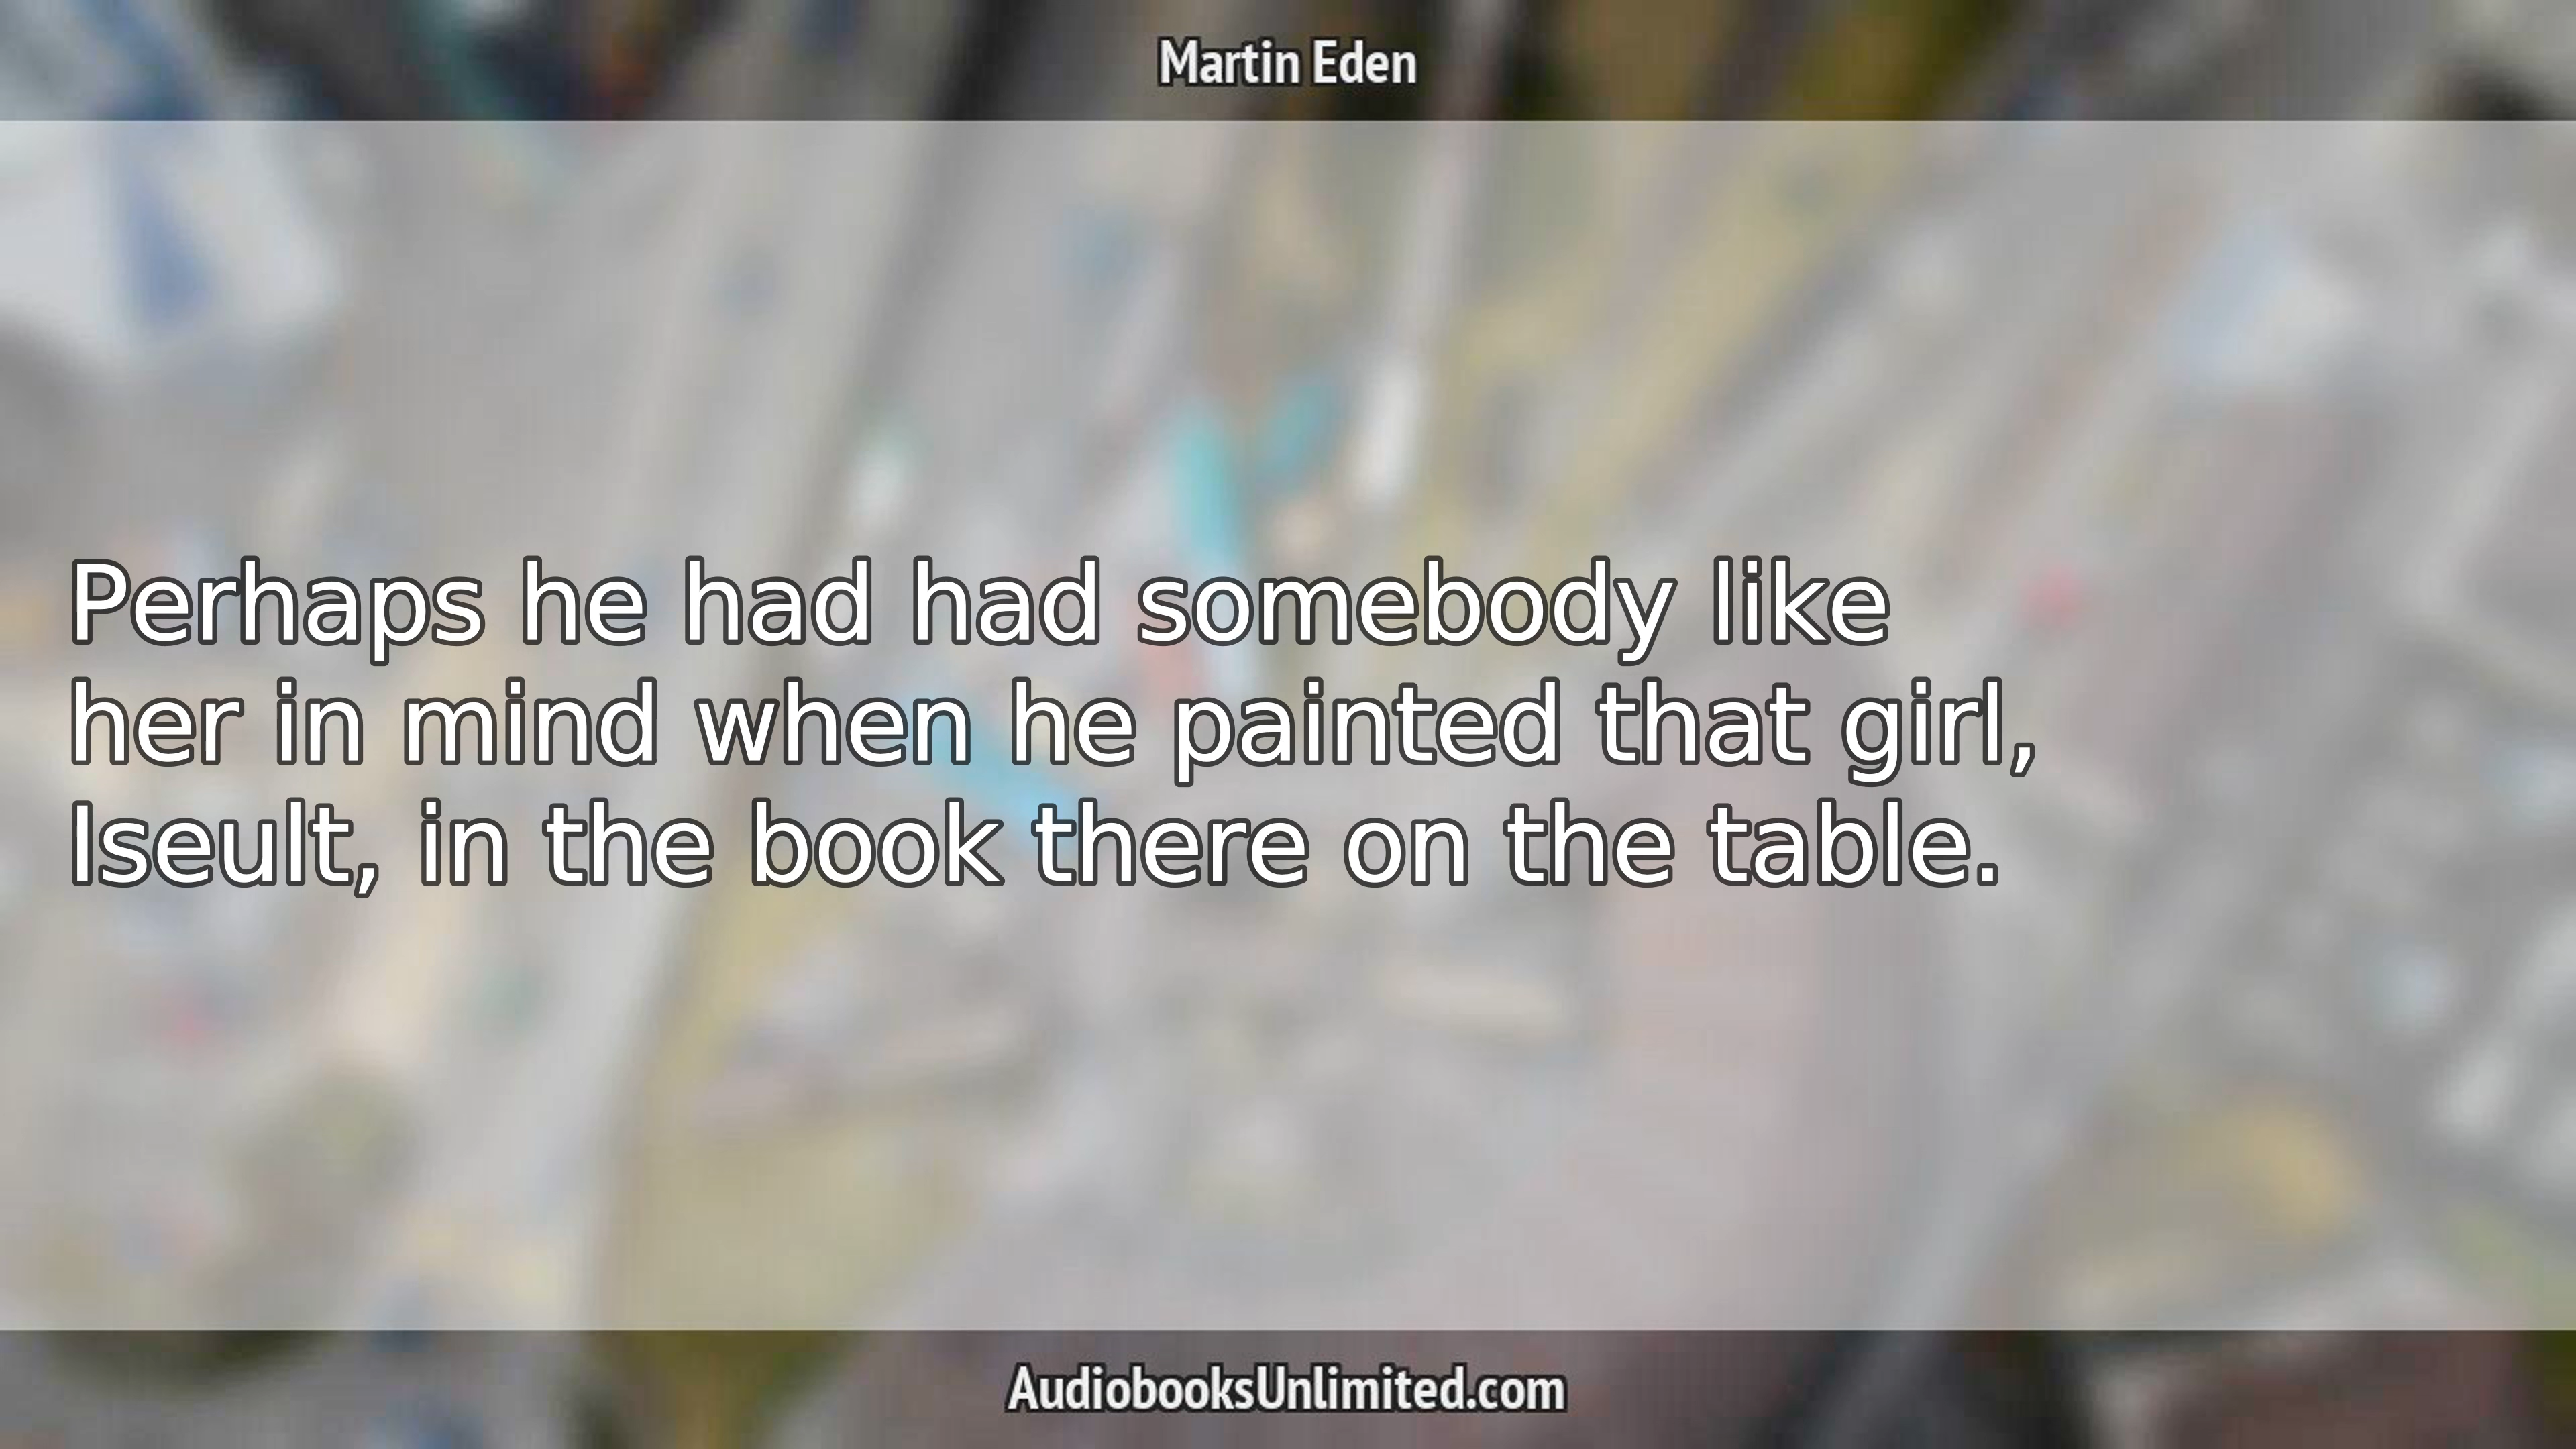 Martin Eden
Perhaps he had had somebody like
her in mind when he painted that girl,
Iseult, in the book there on the table.
AudiobooksUnlimited.com